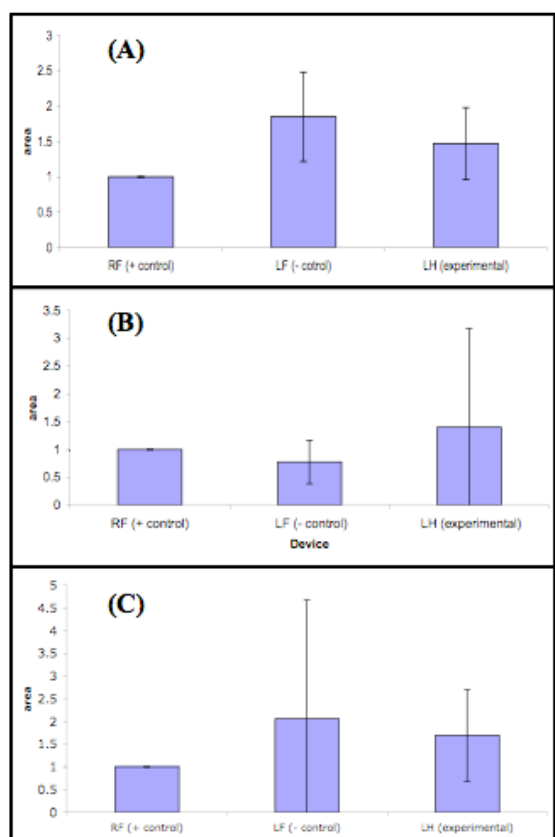 (A)
3
2.5
2
1.5
1
0.5
0
area
RF (+ control) LF (- cotrol) LH (experimental)
(B)
3.5
3
2.5
2
1.5
1
0.5
0
area
RF (+ control) LF (- control) LH (experimental)
Device
(C)
5
4.5
4
3.5
3
2.5
2
1.5
1
0.5
0
area
RF (+ control) LF (- control) LH (experimental)